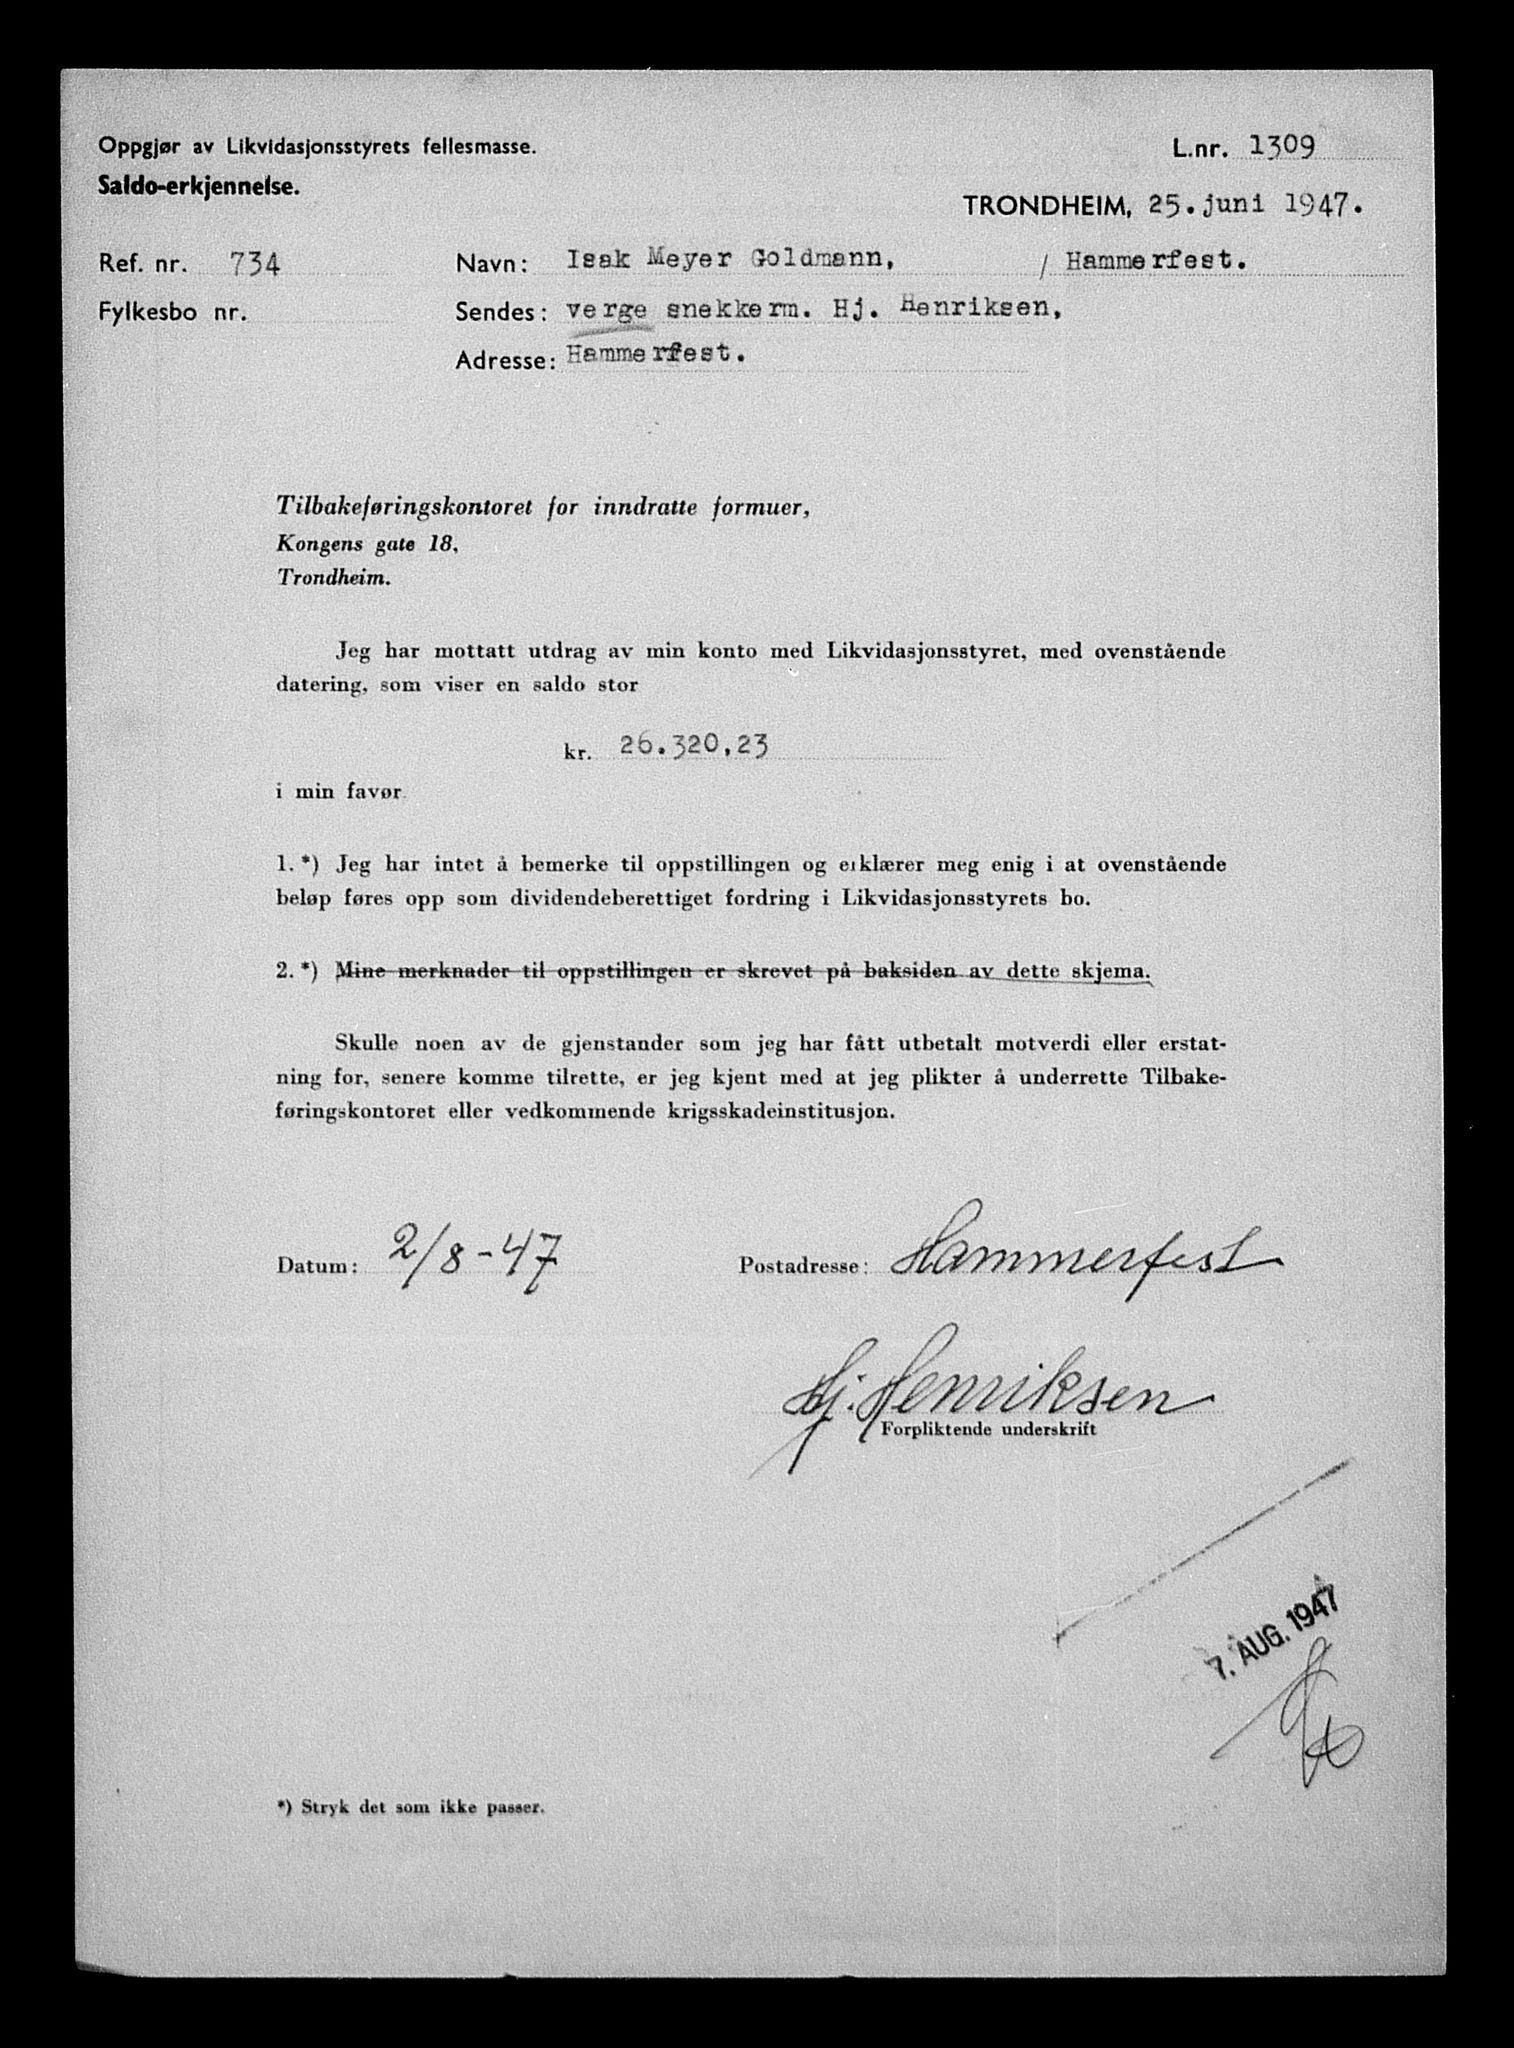 Oppgjør av Likvidasjonsstyrets fellesmasse.
L.nr. 1309
Saldo-erkjennelse.
TRONDHEIM, 25.juni 1947.
Ref. nr. 734 Navn: Isak Meyer Goldmann, / Hammerfest.
Fylkesbo nr. Sendes: verge snekkerm. Hj. Henriksen,
Adresse: Hammerfest.
Tilbakeføringskontoret for inndratte formuer,
Kongens gate 18,
Trondheim.
Jeg har mottatt utdrag av min konto med Likvidasjonsstyret, med ovenstående
datering, som viser en saldo stor
kr. 26.320,23
i min favør.
1.*) Jeg har intet å bemerke til oppstillingen og erklærer meg enig i at ovenstående
beløp føres opp som dividendeberettiget fordring i Likvidasjonsstyrets bo.
2.*) Mine merknader til oppstillingen er skrevet på baksiden av dette skjema.
Skulle noen av de gjenstander som jeg har fått utbetalt motverdi eller erstat-
ning for, senere komme tilrette, er jeg kjent med at jeg plikter å underrette Tilbake-
føringskontoret eller vedkommende krigsskadeinstitusjon.
Datum: 2/8-47 Postadresse: Hammerfest
Hj. Henriksen
Forpliktende underskrift
7. AUG. 1947
*) Stryk det som ikke passer.